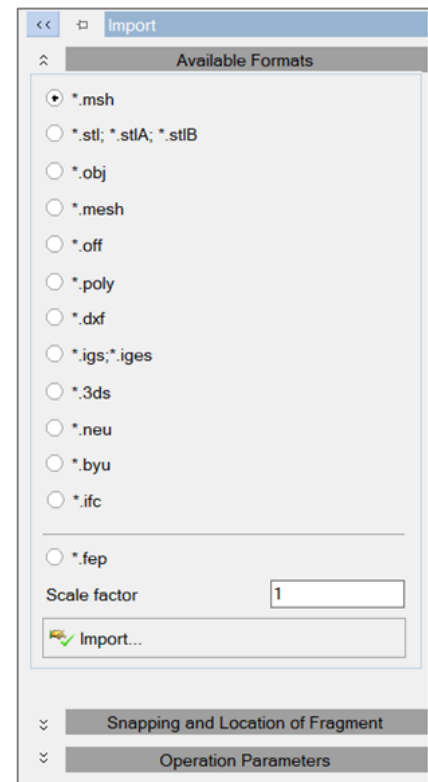 << Import
Available Formats
*.msh
*.stl; *.stlA; *.stlB
*.obj
*.mesh
*.off
*.poly
*.dxf
*.igs;*.iges
*.3ds
*.neu
*.byu
*.ifc
*.fep
Scale factor 1
Import...
Snapping and Location of Fragment
Operation Parameters